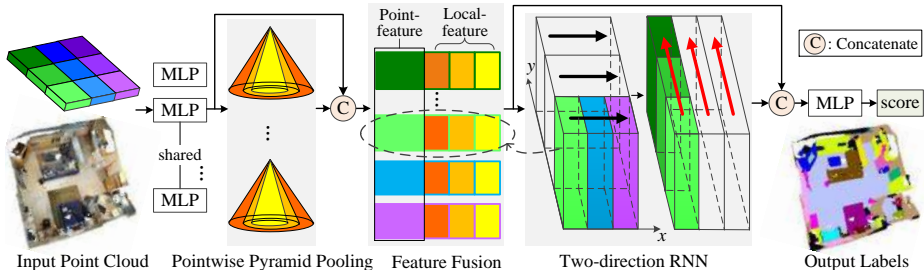 Point-
feature
Local-
feature
C : Concatenate
MLP
MLP
shared
MLP
C
y
x
C
MLP
score
Input Point Cloud
Pointwise Pyramid Pooling
Feature Fusion
Two-direction RNN
Output Labels